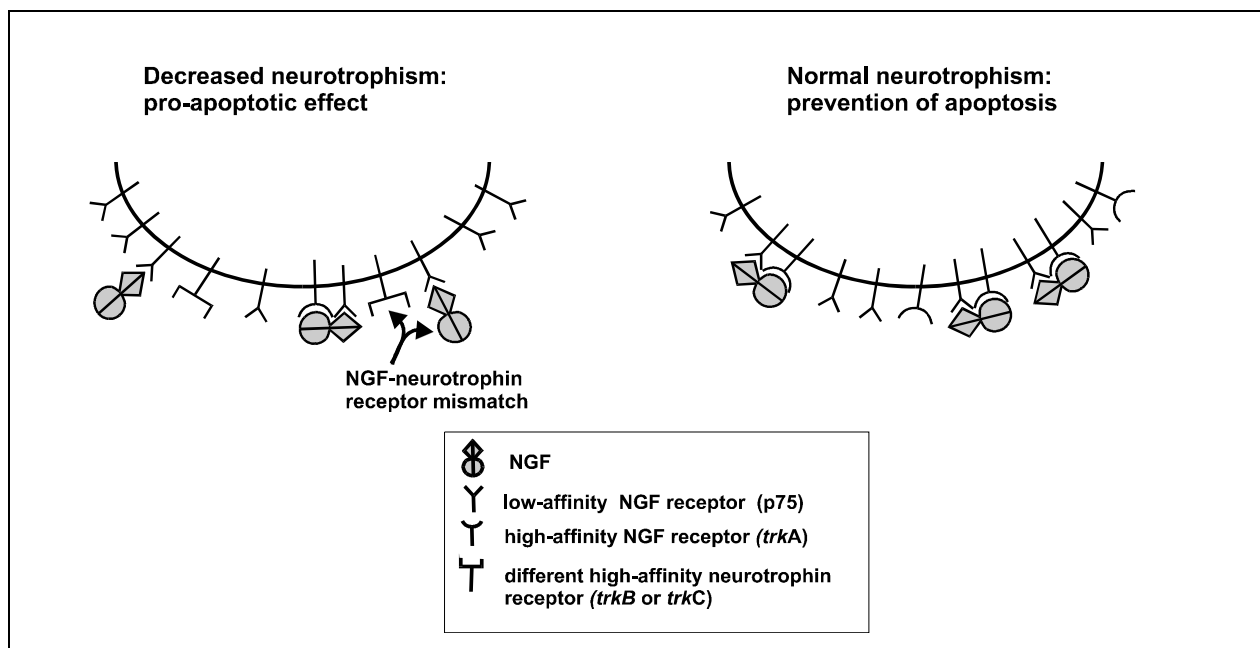 Decreased neurotrophism:
pro-apoptotic effect
Normal neurotrophism:
prevention of apoptosis
NGF-neurotrophin
receptor mismatch
NGF
low-affinity NGF receptor (p75)
high-affinity NGF receptor (trkA)
different high-affinity neurotrophin
receptor (trkB or trkC)